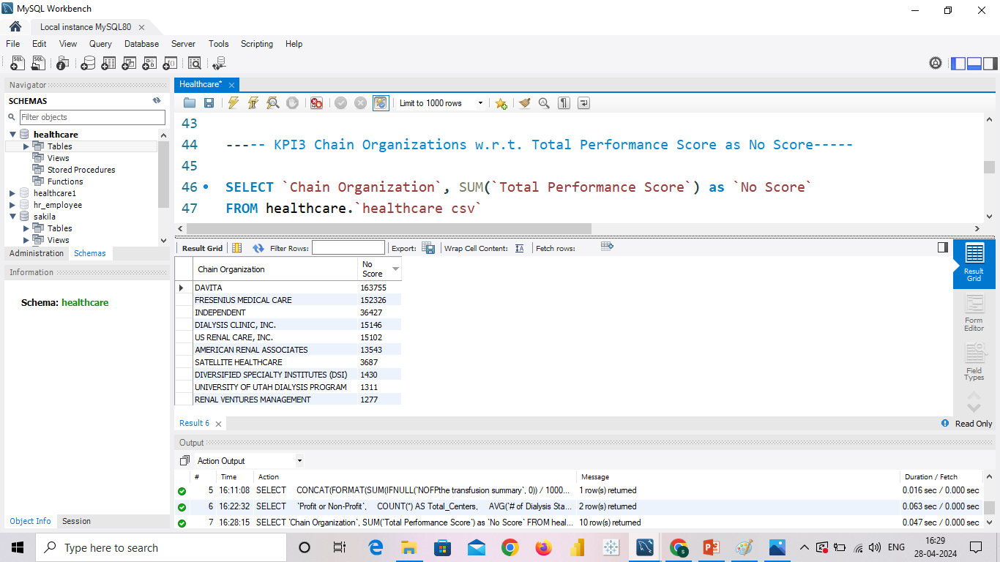 MySQL Workbench
Local instance MySQL80
File Edit View Query Database Server Tools Scripting Help
Navigator
SCHEMAS
Filter objects
healthcare
Tables
Views
Stored Procedures
Functions
healthcare1
hr_employee
sakila
Tables
Views
Administration Schemas
Information
Schema: healthcare
Object Info Session
Healthcare*
Limit to 1000 rows
43
44 ----- KPI3 Chain Organizations w.r.t. Total Performance Score as No Score-----
45
46 SELECT `Chain Organization`, SUM(`Total Performance Score`) as `No Score`
47 FROM healthcare.`healthcare csv`
Result Grid Filter Rows: Export: Wrap Cell Content: Fetch rows:
Chain Organization No Score
DAVITA 163755
FRESENIUS MEDICAL CARE 152326
INDEPENDENT 36427
DIALYSIS CLINIC, INC. 15146
US RENAL CARE, INC. 15102
AMERICAN RENAL ASSOCIATES 13543
SATELLITE HEALTHCARE 3687
DIVERSIFIED SPECIALTY INSTITUTES (DSI) 1430
UNIVERSITY OF UTAH DIALYSIS PROGRAM 1311
RENAL VENTURES MANAGEMENT 1277
Result Grid
Form Editor
Field Types
Result 6
Read Only
Output
Action Output
# Time Action Message Duration / Fetch
5 16:11:08 SELECT CONCAT(FORMAT(SUM(IFNULL(`NOFPthe transfusion summary`, 0)) / 1000... 1 row(s) returned 0.016 sec / 0.000 sec
6 16:22:32 SELECT `Profit or Non-Profit`, COUNT(*) AS Total_Centers, AVG(`# of Dialysis Sta... 2 row(s) returned 0.063 sec / 0.000 sec
7 16:28:15 SELECT `Chain Organization`, SUM(`Total Performance Score`) as `No Score` FROM heal... 10 row(s) returned 0.047 sec / 0.000 sec
Type here to search
ENG
16:29
28-04-2024